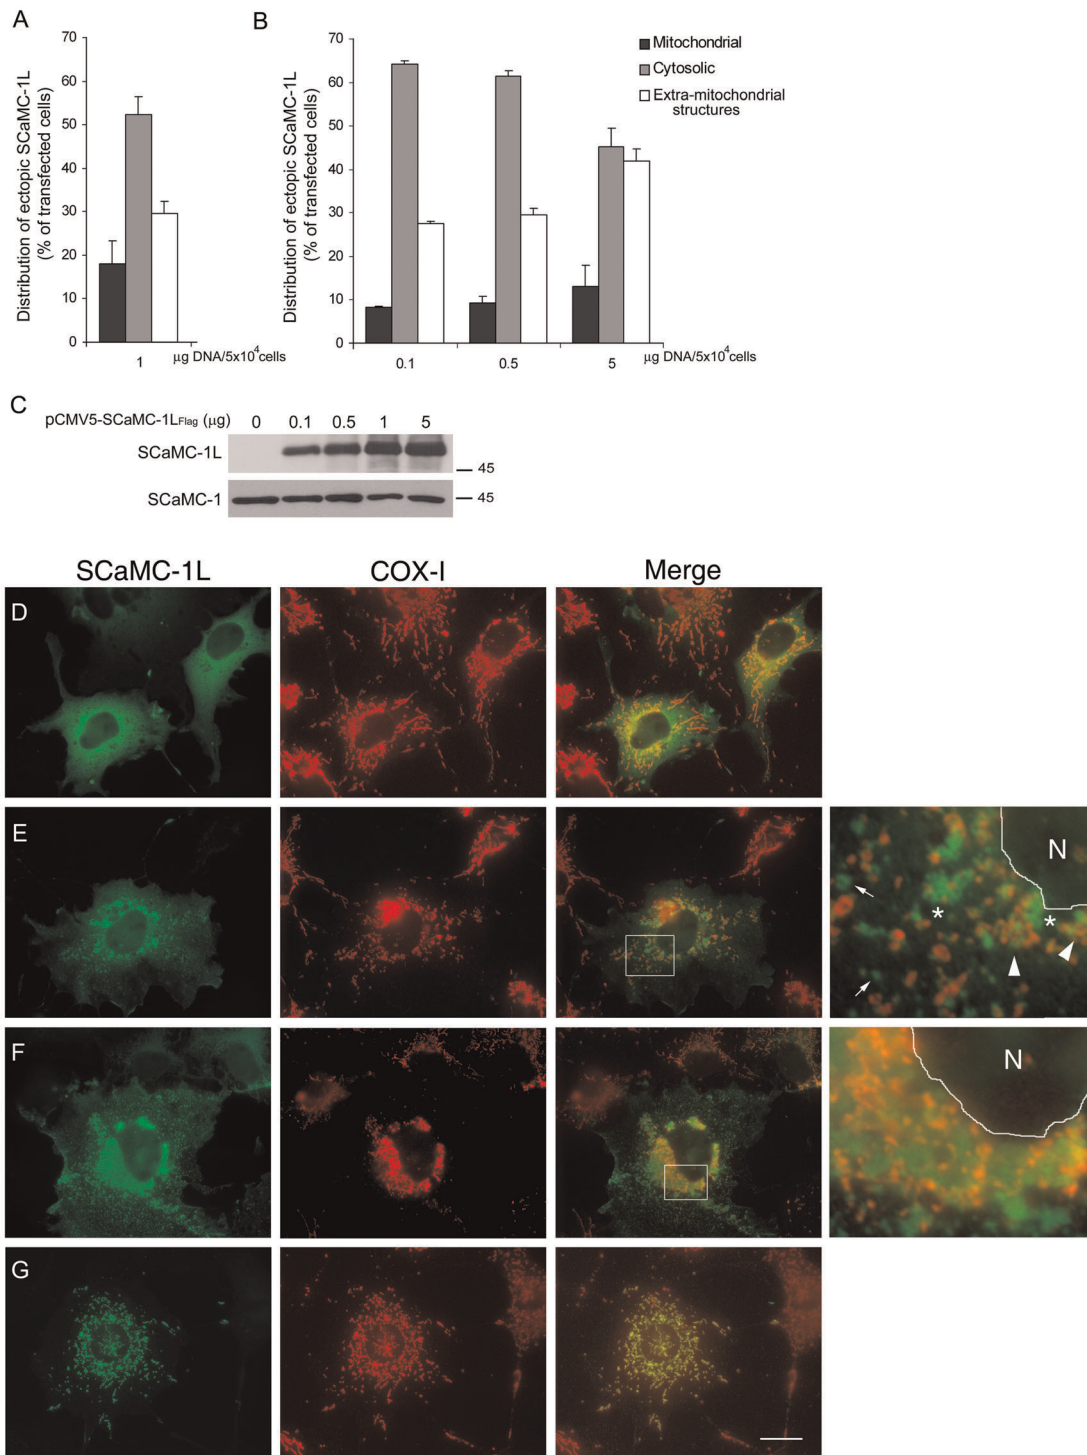 A
Distribution of ectopic SCaMC-1L
(% of transfected cells)
70
60
50
40
30
20
10
0
1
µg DNA/5x10⁴cells
B
Distribution of ectopic SCaMC-1L
(% of transfected cells)
70
60
50
40
30
20
10
0
0.1
0.5
5
µg DNA/5x10⁴cells
Mitochondrial
Cytosolic
Extra-mitochondrial
structures
C
pCMV5-SCaMC-1LFlag (µg)
0
0.1
0.5
1
5
SCaMC-1L
45
SCaMC-1
45
SCaMC-1L
COX-I
Merge
D
E
N
*
*
F
N
G